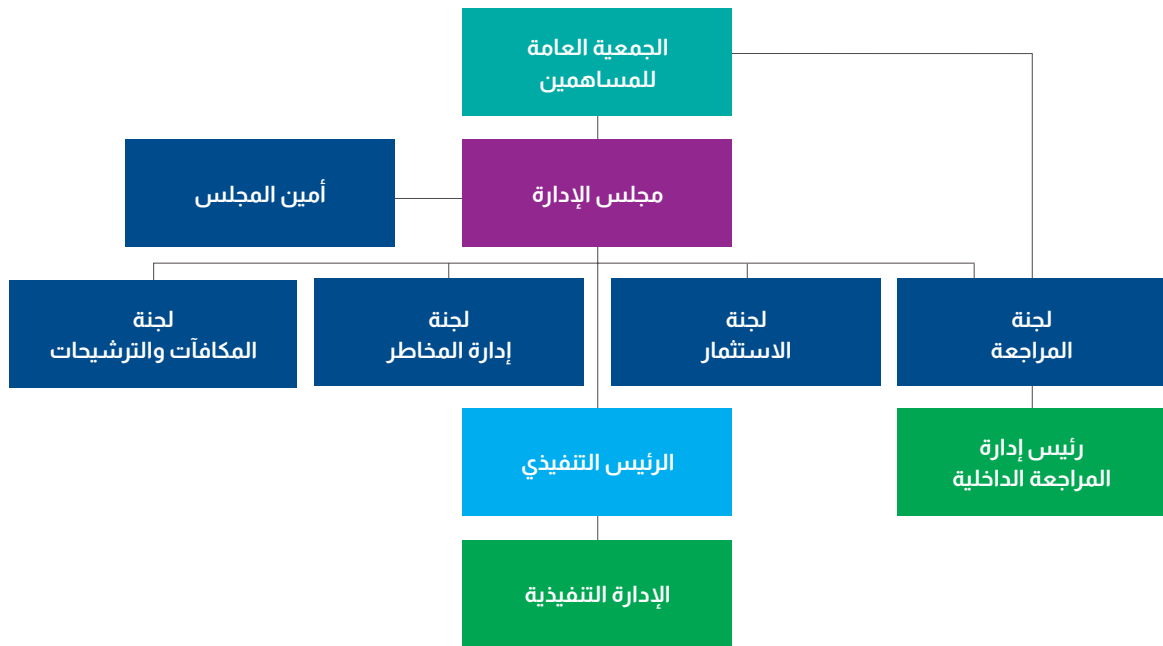 الجمعية العامة
للمساهمين
مجلس الإدارة
أمين المجلس
لجنة
المراجعة
لجنة
الاستثمار
لجنة
إدارة المخاطر
لجنة
المكافآت والترشيحات
رئيس إدارة
المراجعة الداخلية
الرئيس التنفيذي
الإدارة التنفيذية